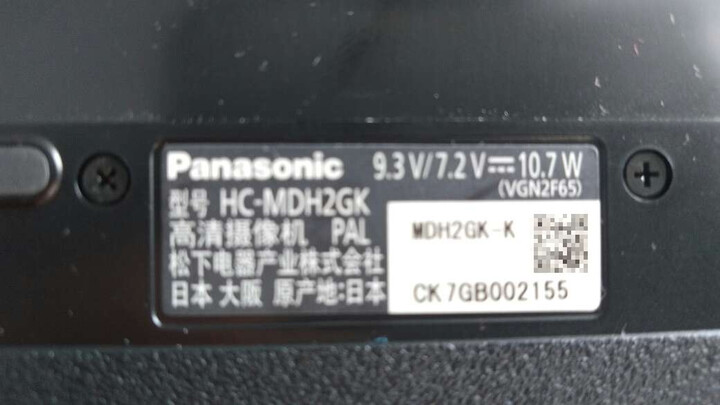 Panasonic 9.3 V/7.2 V⎓10.7 W
(VGN2F65)
型号 HC-MDH2GK
高清摄像机 PAL
松下电器产业株式会社
日本 大阪 原产地:日本
MDH2GK-K
CK7GB002155